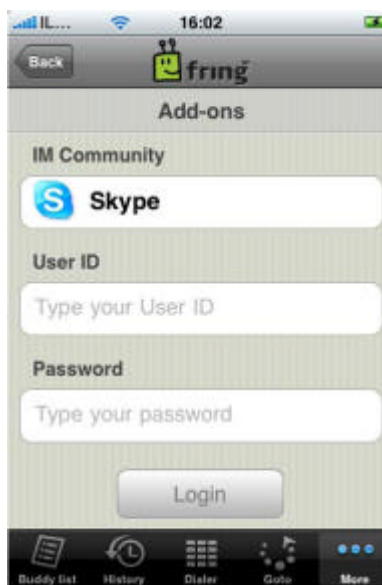 IL... 16:02
Back fring
Add-ons
IM Community
Skype
User ID
Type your User ID
Password
Type your password
Login
Buddy list History Dialer Goto More